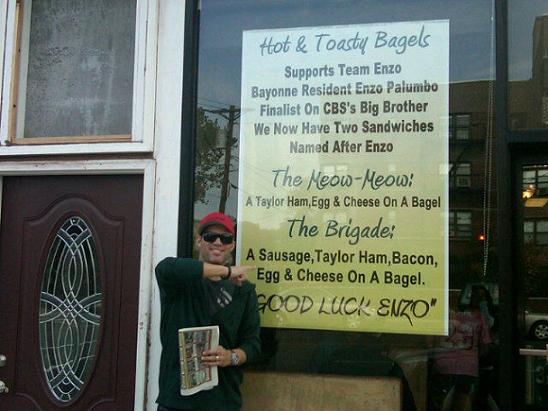 Hot & Toasty Bagels
Supports Team Enzo
Bayonne Resident Enzo Palumbo
Finalist On CBS's Big Brother
We Now Have Two Sandwiches
Named After Enzo
The Meow-Meow:
A Taylor Ham,Egg & Cheese On A Bagel
The Brigade:
A Sausage,Taylor Ham,Bacon,
Egg & Cheese On A Bagel.
GOOD LUCK ENZO"